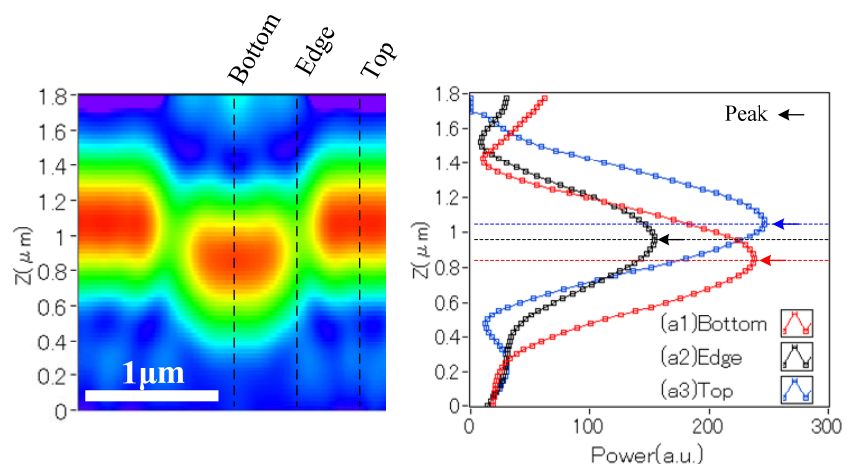 Bottom
Edge
Top
1.8
1.6
1.4
1.2
1
0.8
0.6
0.4
0.2
0
Z(μm)
1μm
1.8
1.6
1.4
1.2
1
0.8
0.6
0.4
0.2
0
Z(μm)
Peak
(a1)Bottom
(a2)Edge
(a3)Top
0 100 200 300
Power(a.u.)